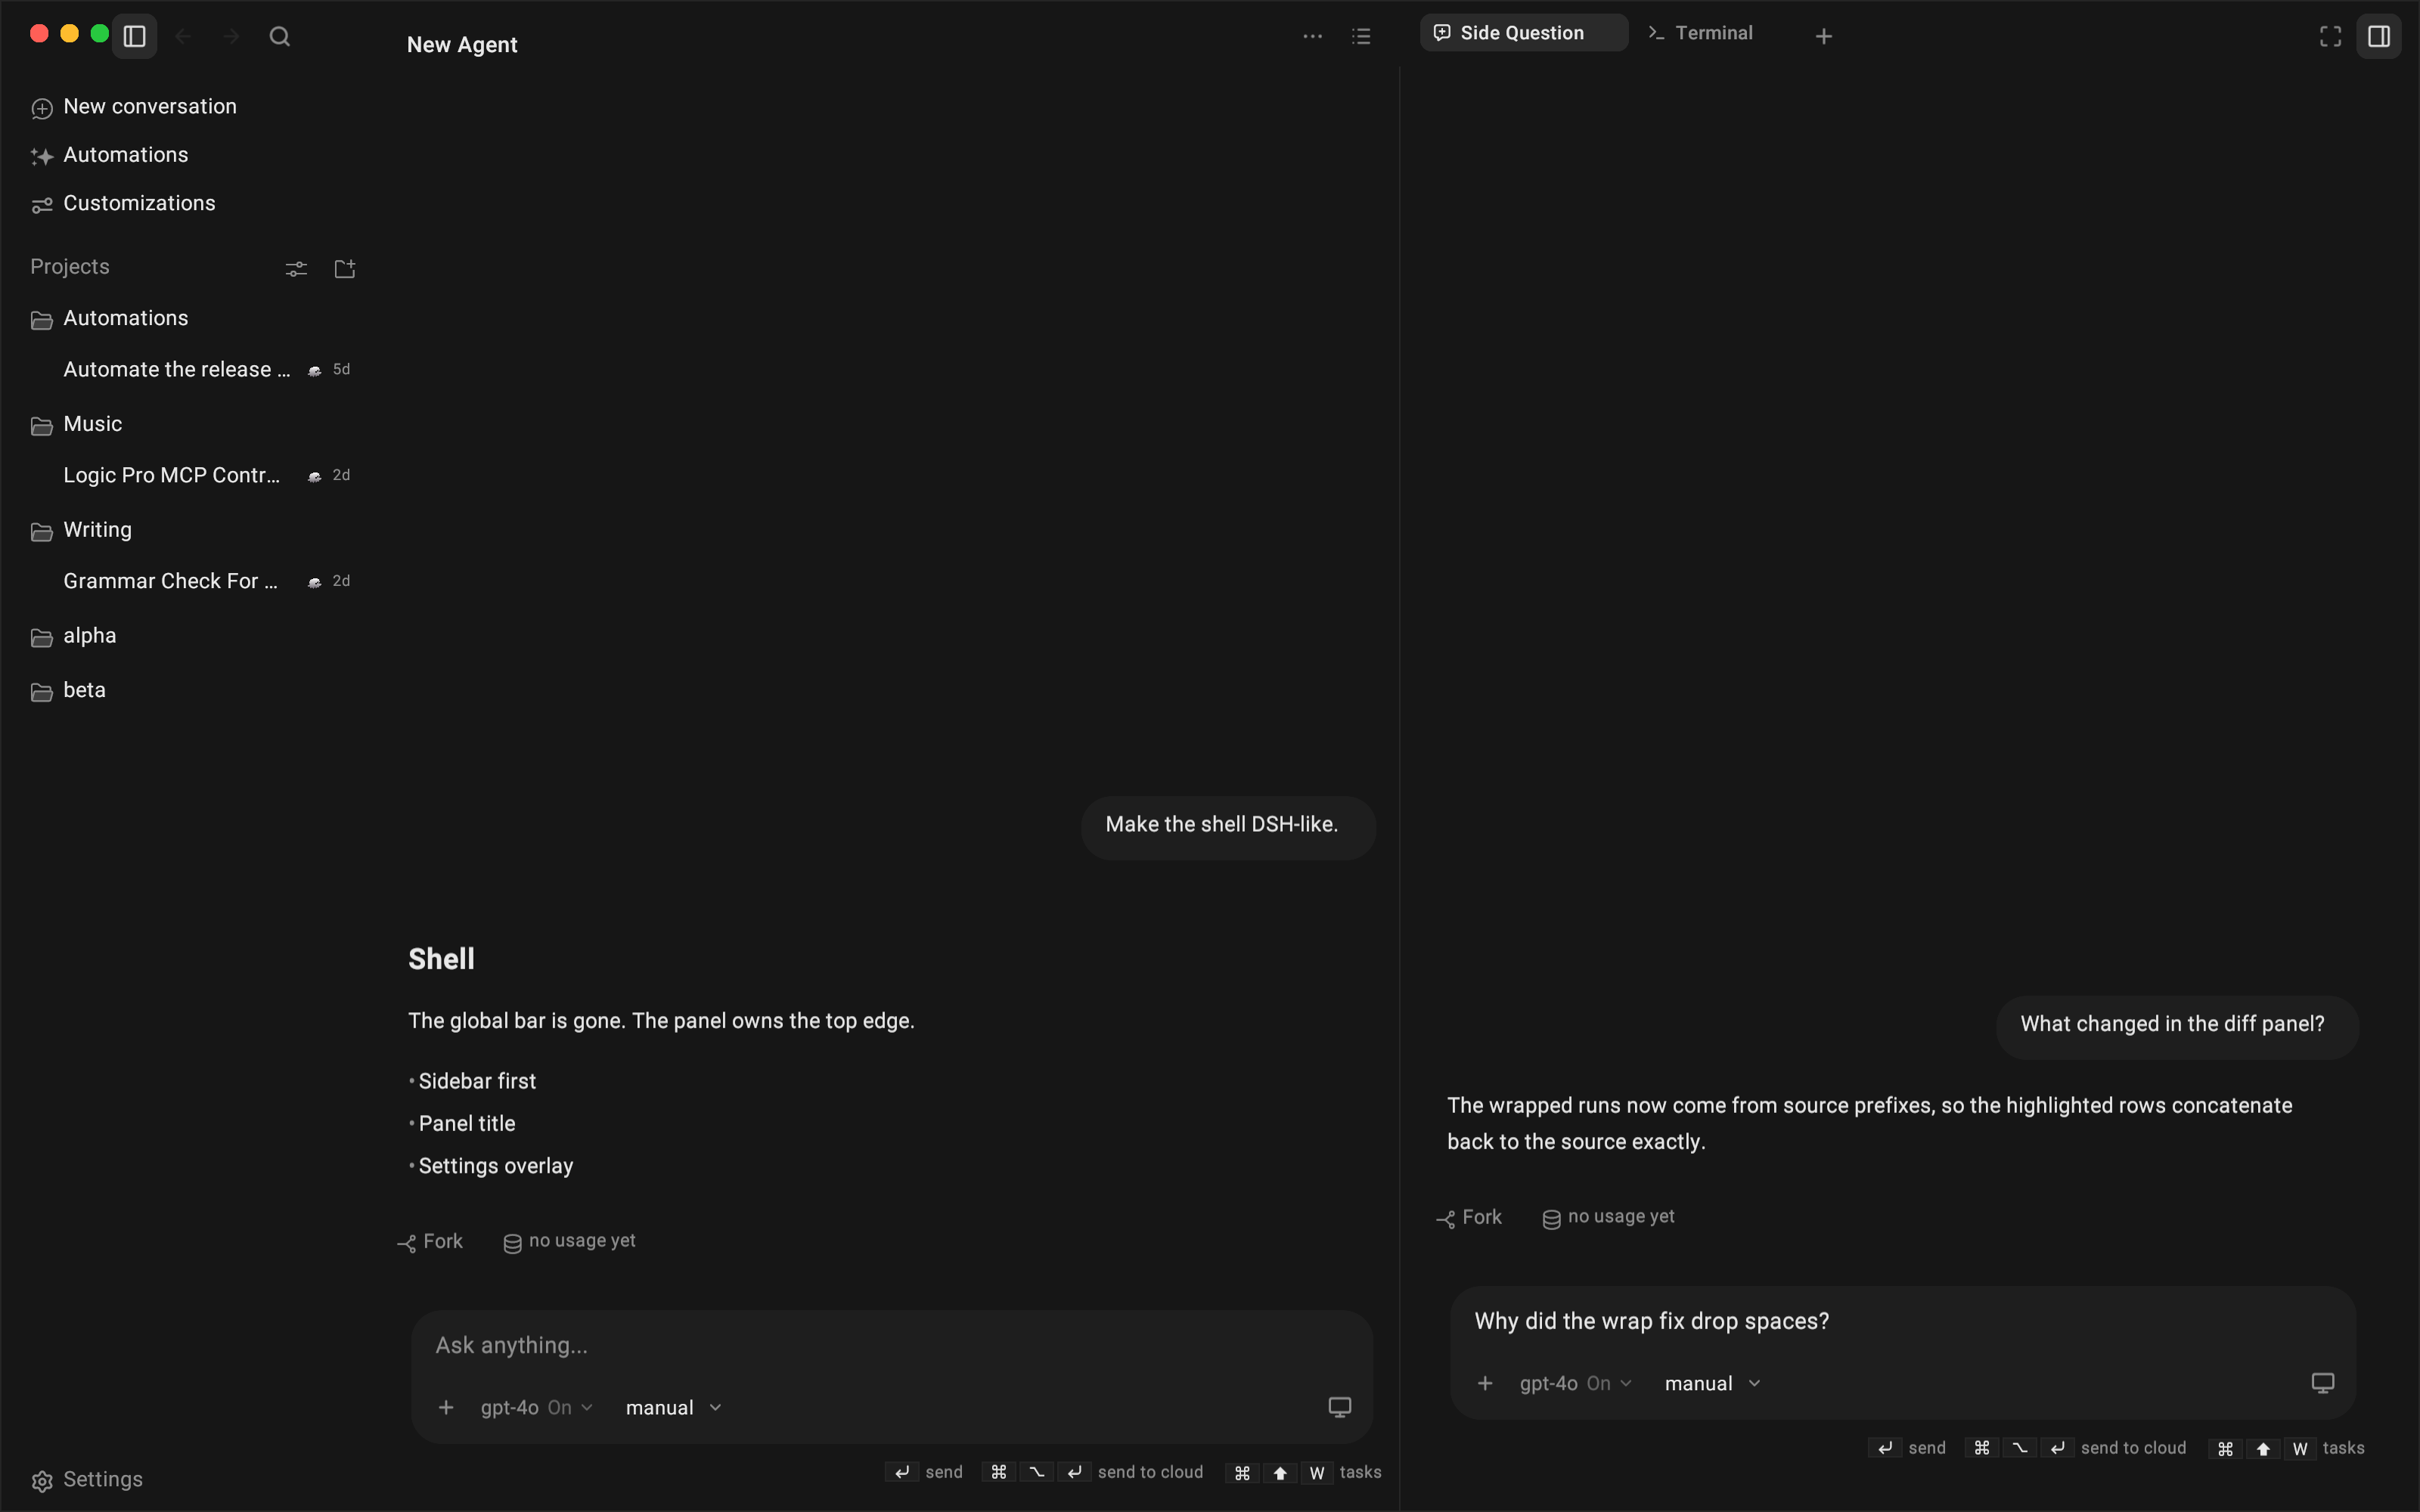 New Agent
Side Question
Terminal
New conversation
Automations
Customizations
Projects
Automations
Automate the release ...
5d
Music
Logic Pro MCP Contr...
2d
Writing
Grammar Check For ...
2d
alpha
beta
Settings
Make the shell DSH-like.
Shell
The global bar is gone. The panel owns the top edge.
• Sidebar first
• Panel title
• Settings overlay
Fork
no usage yet
Ask anything...
gpt-4o On
manual
send
send to cloud
W tasks
What changed in the diff panel?
The wrapped runs now come from source prefixes, so the highlighted rows concatenate
back to the source exactly.
Fork
no usage yet
Why did the wrap fix drop spaces?
gpt-4o On
manual
send
send to cloud
W tasks